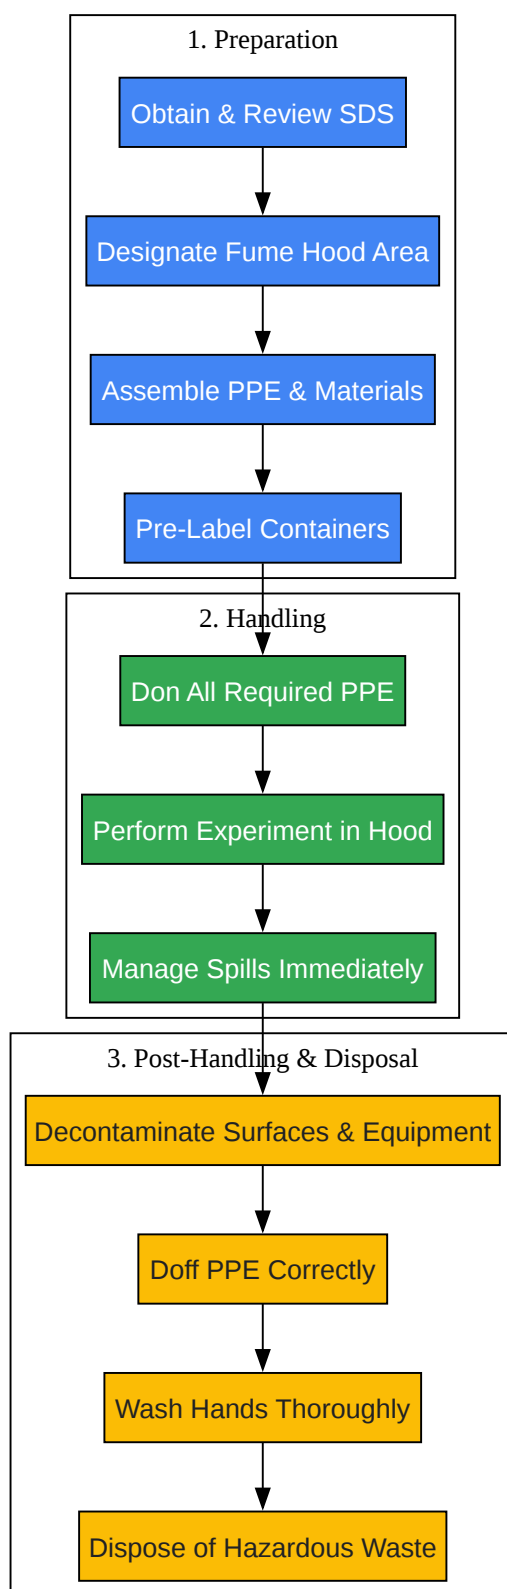 1. Preparation
Obtain & Review SDS
Designate Fume Hood Area
Assemble PPE & Materials
Pre-Label Containers
2. Handling
Don All Required PPE
Perform Experiment in Hood
Manage Spills Immediately
3. Post-Handling & Disposal
Decontaminate Surfaces & Equipment
Doff PPE Correctly
Wash Hands Thoroughly
Dispose of Hazardous Waste